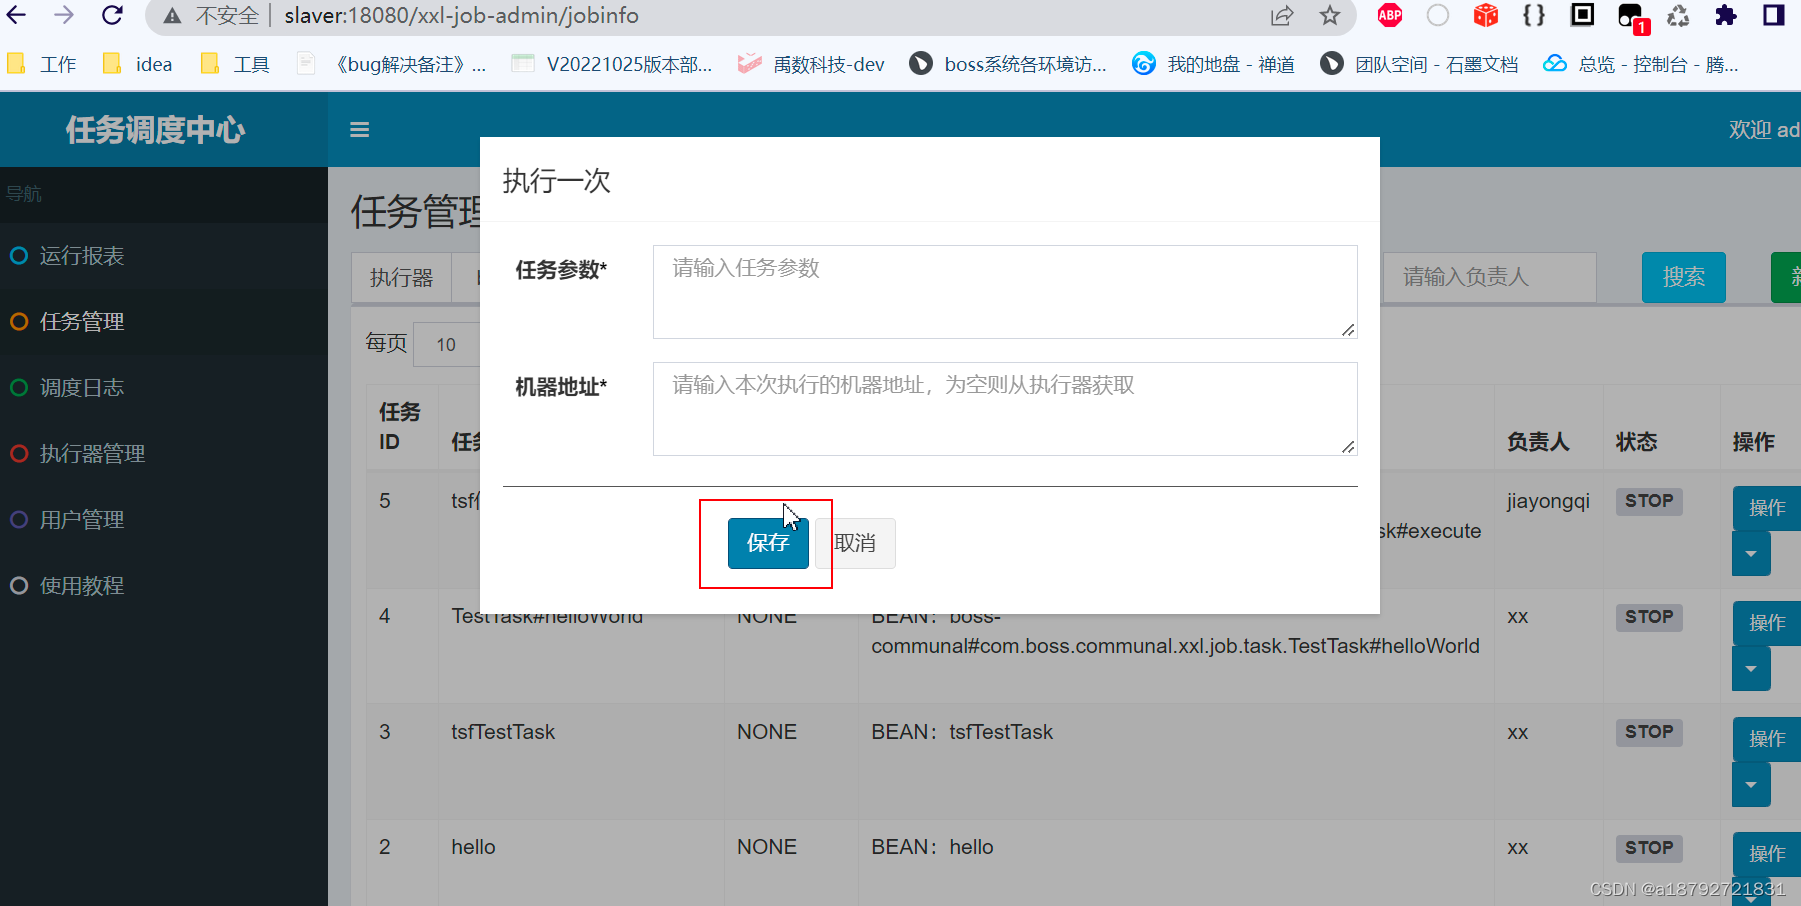 不安全 slaver:18080/xxl-job-admin/jobinfo
ABP
{ }
1
工作 idea 工具 《bug解决备注》... V20221025版本部... 禹数科技-dev boss系统各环境访... 我的地盘 - 禅道 团队空间 - 石墨文档 总览 - 控制台 - 腾...
任务调度中心
欢迎 ad
导航
运行报表
任务管理
调度日志
执行器管理
用户管理
使用教程
任务管理
执行器
请输入负责人
搜索
每页 10
执行一次
任务参数*
请输入任务参数
机器地址*
请输入本次执行的机器地址，为空则从执行器获取
保存
取消
任务
ID
负责人 状态 操作
5 tsf jiayongqi STOP 操作
sk#execute
4 TestTask#helloWorld NONE BEAN：boss-
communal#com.boss.communal.xxl.job.task.TestTask#helloWorld
xx STOP 操作
3 tsfTestTask NONE BEAN：tsfTestTask xx STOP 操作
2 hello NONE BEAN：hello xx STOP 操作
CSDN @a18792721831